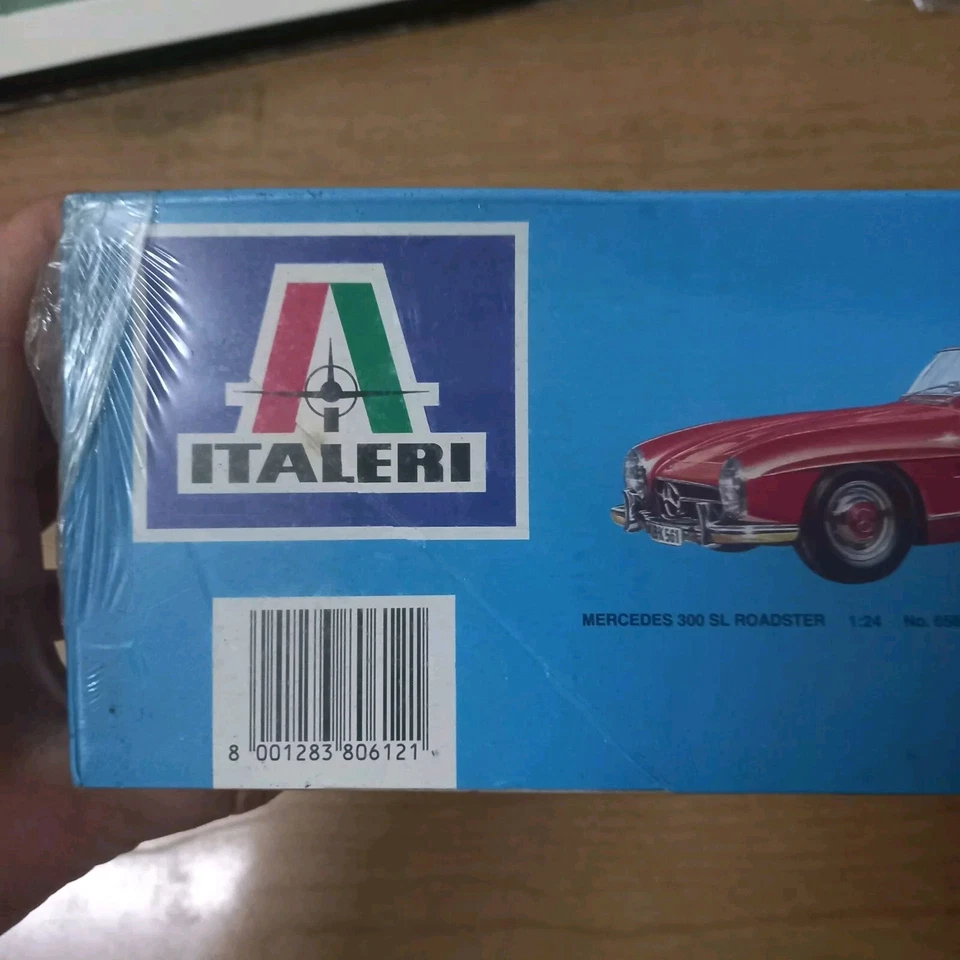 ITALERI
MERCEDES 300 SL ROADSTER 1:24 No.
8 001283 806121